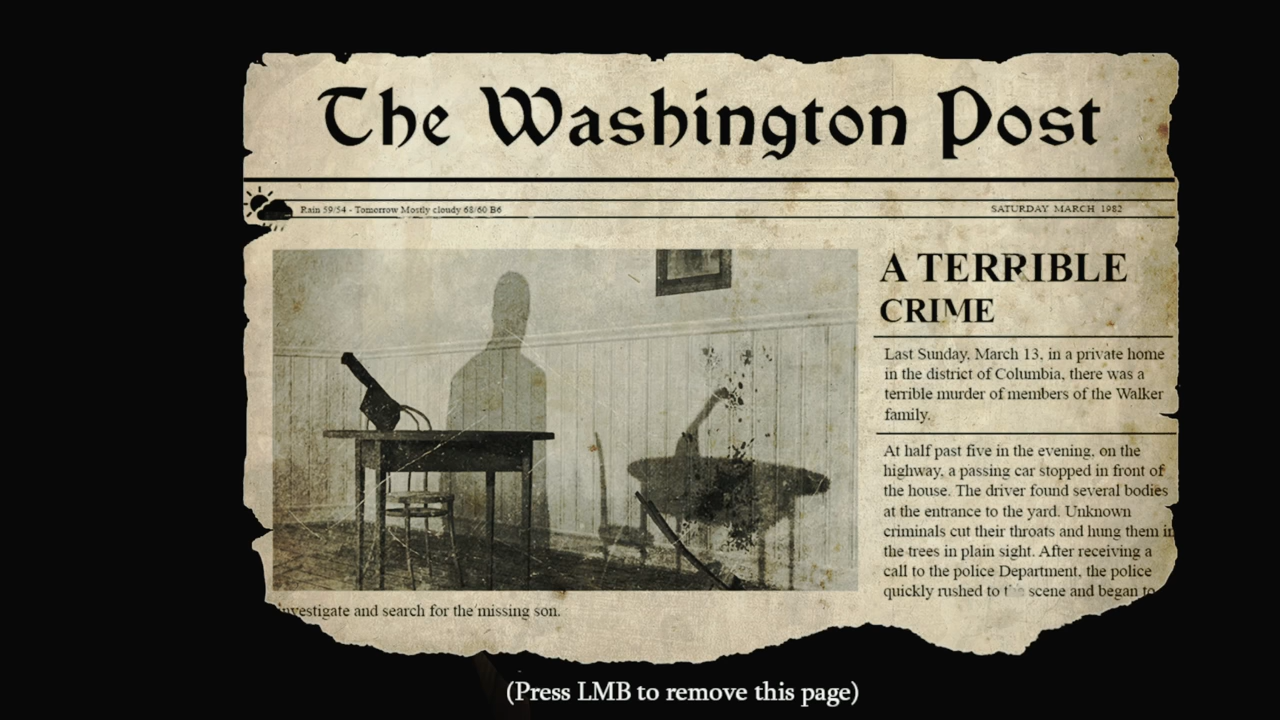 The Washington Post
Rain 59/54 - Tomorrow Mostly cloudy 68/60 B6
SATURDAY MARCH 1982
A TERRIBLE
CRIME
Last Sunday, March 13, in a private home
in the district of Columbia, there was a
terrible murder of members of the Walker
family.
At half past five in the evening, on the
highway, a passing car stopped in front of
the house. The driver found several bodies
at the entrance to the yard. Unknown
criminals cut their throats and hung them in
the trees in plain sight. After receiving a
call to the police Department, the police
quickly rushed to the scene and began to
investigate and search for the missing son.
(Press LMB to remove this page)